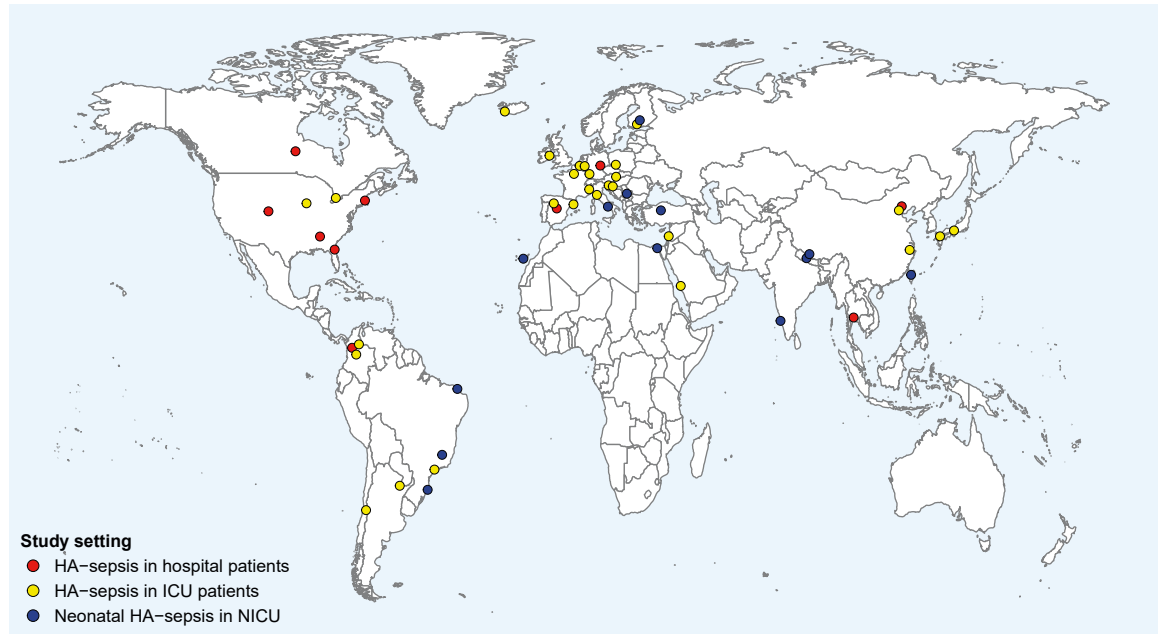 Study setting
HA−sepsis in hospital patients
HA−sepsis in ICU patients
Neonatal HA−sepsis in NICU